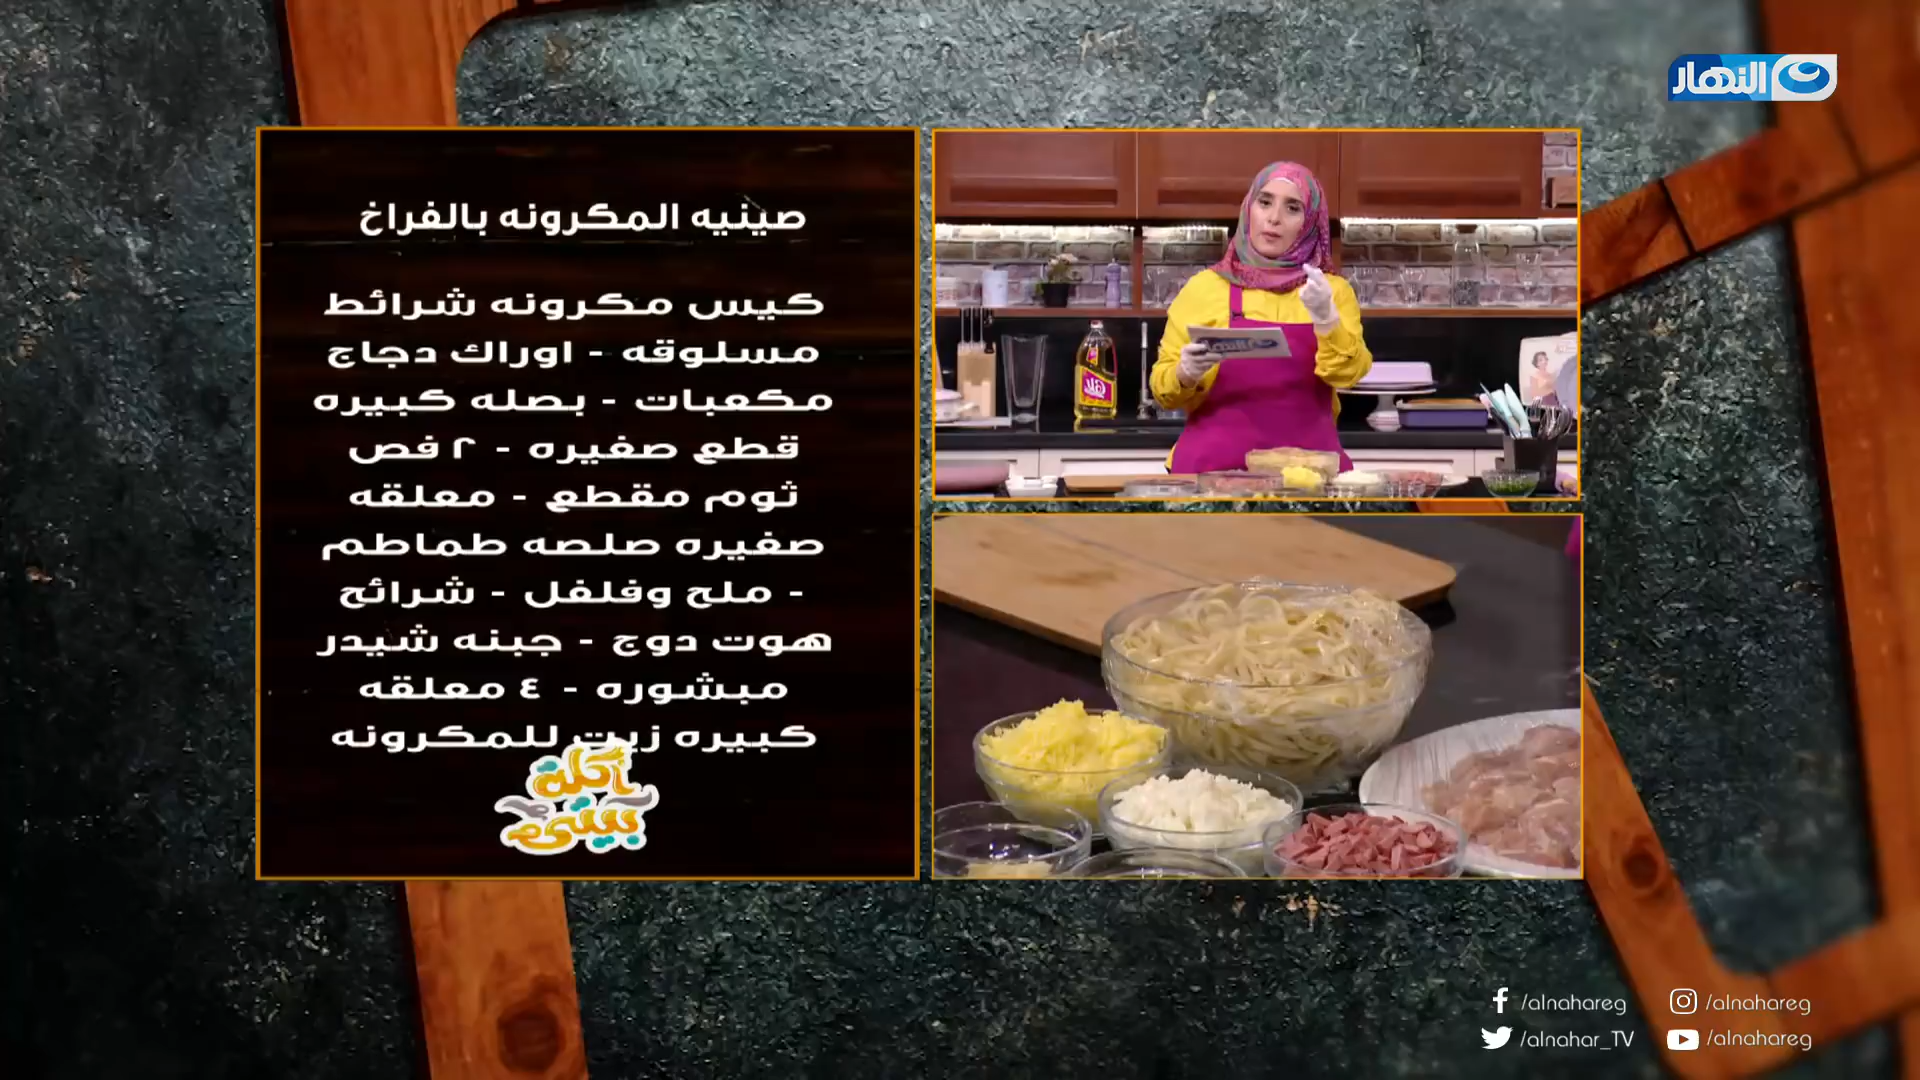 النهار
صينيه المكرونه بالفراخ
كيس مكرونه شرائط
مسلوقه - اوراك دجاج
مكعبات - بصله كبيره
قطع صغيره - ٢ فص
ثوم مقطع - معلقه
صغيره صلصه طماطم
- ملح وفلفل - شرائح
هوت دوج - جبنه شيدر
مبشوره - ٤ معلقه
كبيره زيت للمكرونه
أكلة
بيتي
النهار
/alnahareg
/alnahareg
/alnahar_TV
/alnahareg